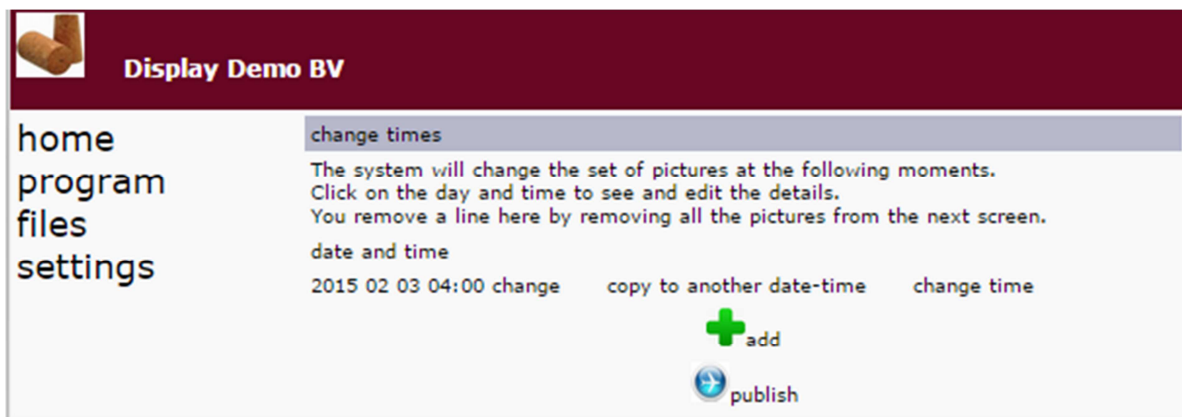 Display Demo BV
home
program
files
settings
change times
The system will change the set of pictures at the following moments.
Click on the day and time to see and edit the details.
You remove a line here by removing all the pictures from the next screen.
date and time
2015 02 03 04:00 change copy to another date-time change time
add
publish